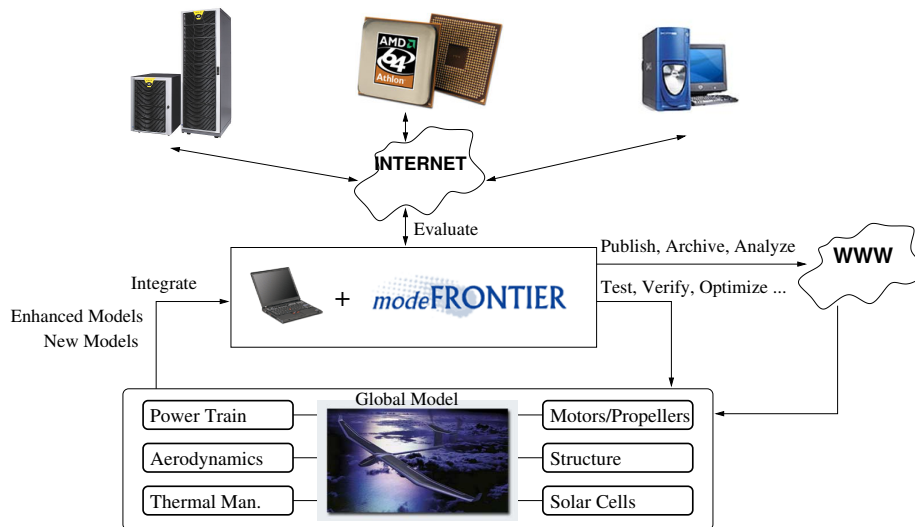 AMD
64
Athlon
INTERNET
Evaluate
Publish, Archive, Analyze
WWW
Integrate
+
modeFRONTIER
Test, Verify, Optimize ...
Enhanced Models
New Models
Global Model
Power Train
Motors/Propellers
Aerodynamics
Structure
Thermal Man.
Solar Cells